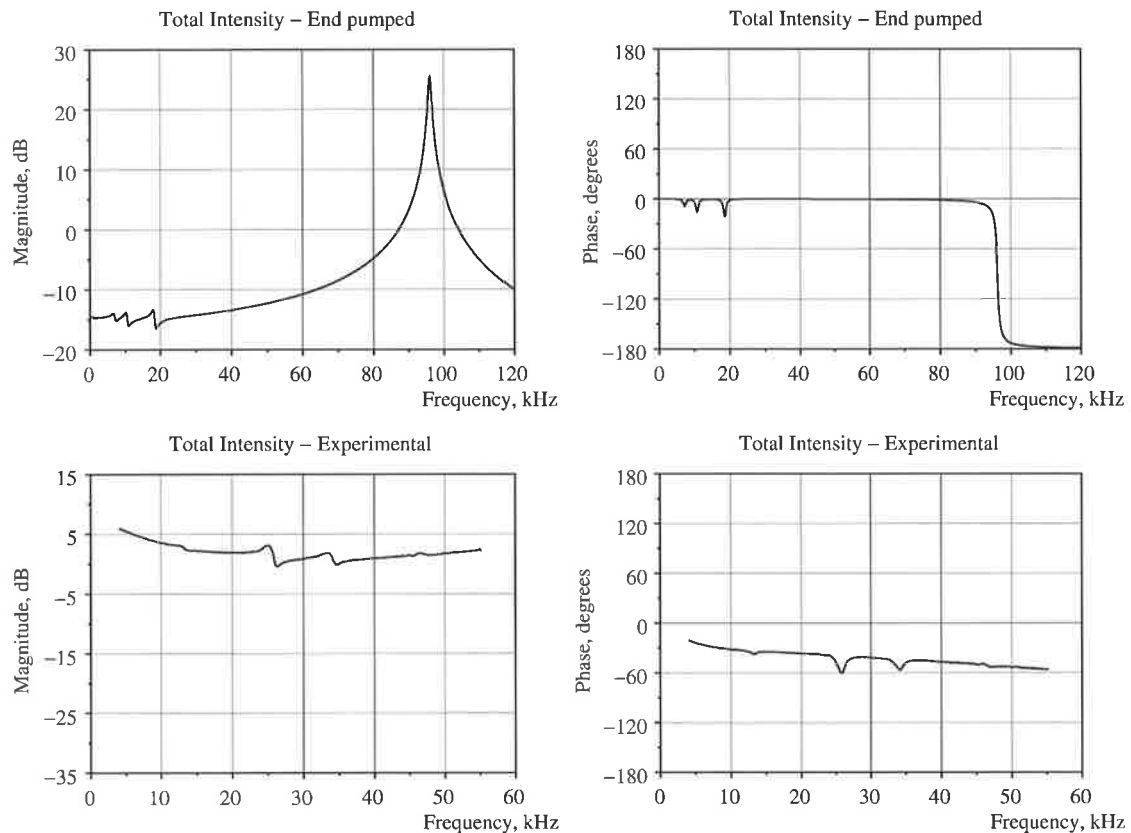 Total Intensity – End pumped
Magnitude, dB
30
20
10
0
−10
−20
0 20 40 60 80 100 120
Frequency, kHz
Total Intensity – End pumped
Phase, degrees
180
120
60
0
−60
−120
−180
0 20 40 60 80 100 120
Frequency, kHz
Total Intensity – Experimental
Magnitude, dB
15
5
−5
−15
−25
−35
0 10 20 30 40 50 60
Frequency, kHz
Total Intensity – Experimental
Phase, degrees
180
120
60
0
−60
−120
−180
0 10 20 30 40 50 60
Frequency, kHz